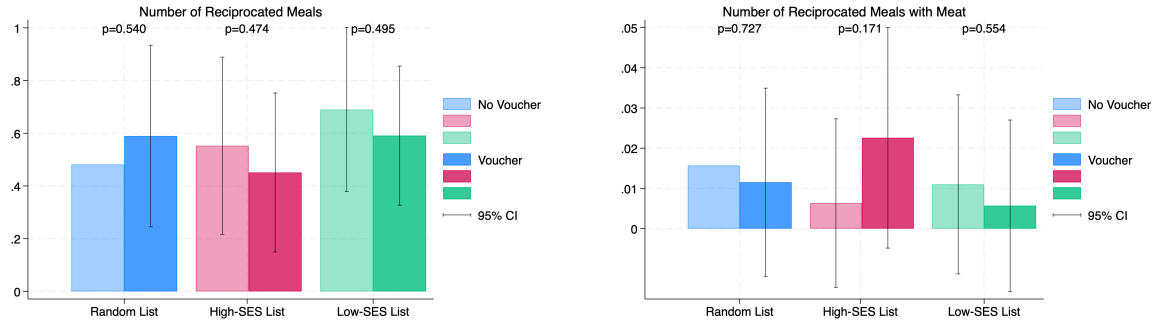 Number of Reciprocated Meals
p=0.540 p=0.474 p=0.495
1
.8
.6
.4
.2
0
Random List High-SES List Low-SES List
No Voucher
Voucher
95% CI
Number of Reciprocated Meals with Meat
p=0.727 p=0.171 p=0.554
.05
.04
.03
.02
.01
0
Random List High-SES List Low-SES List
No Voucher
Voucher
95% CI